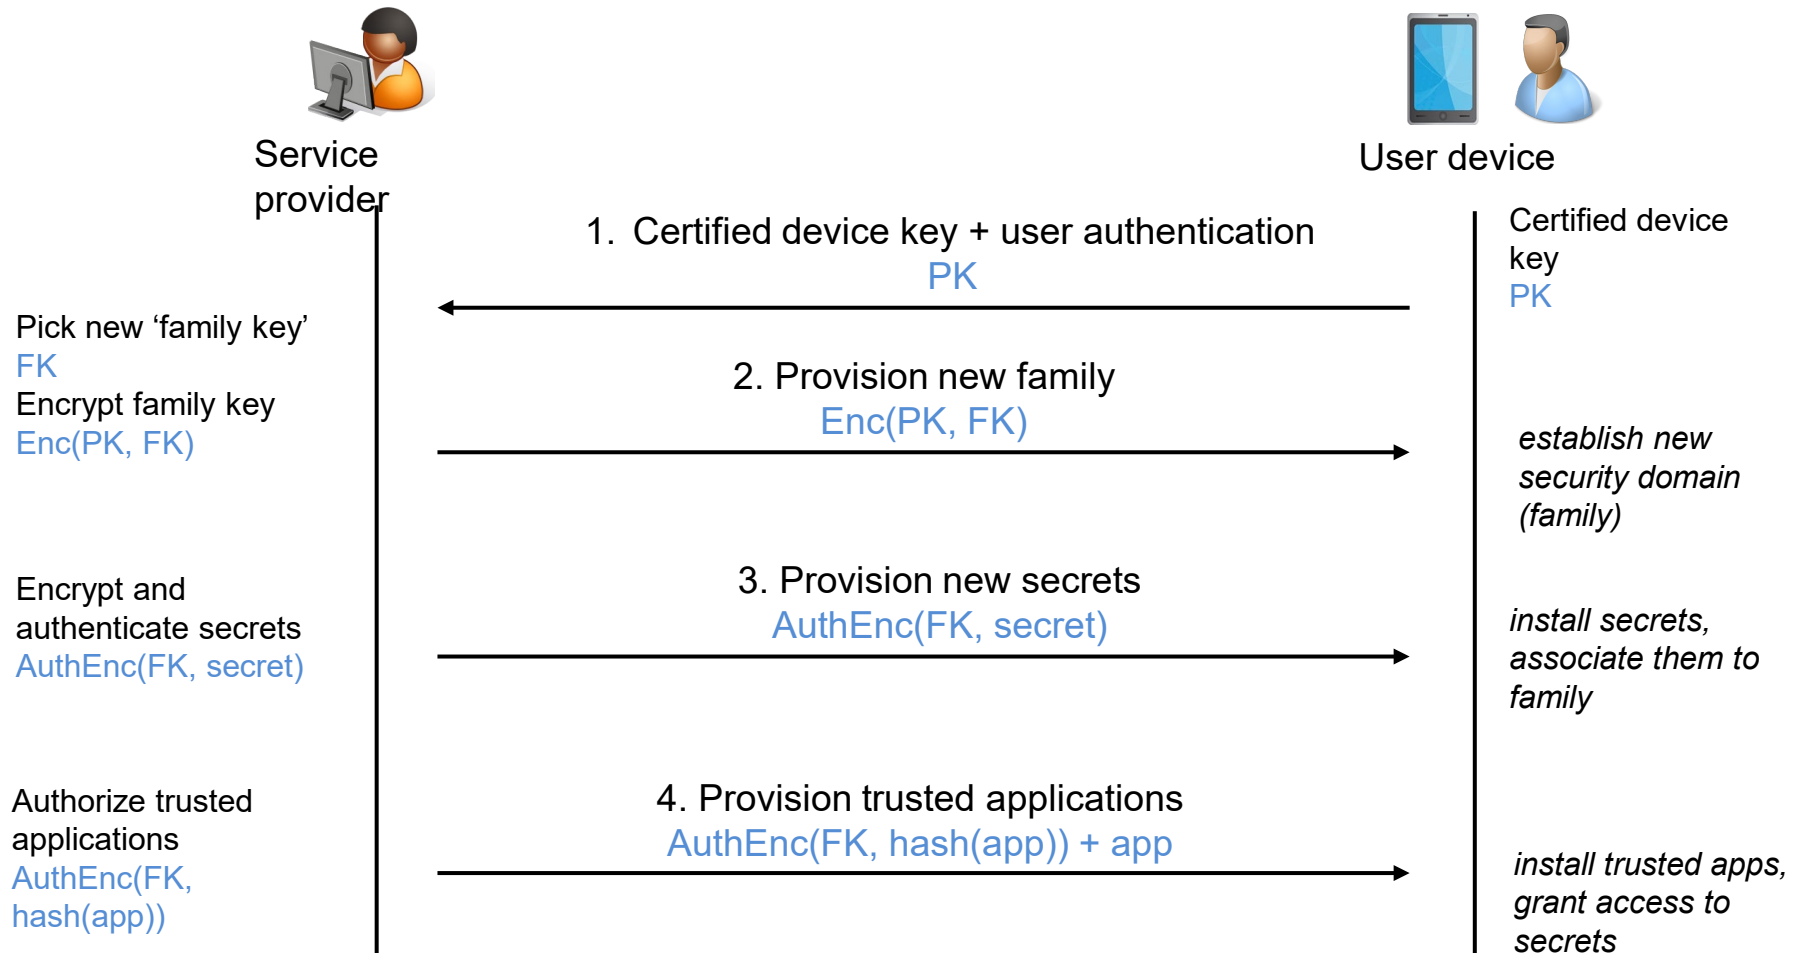 Service
provider
User device
1. Certified device key + user authentication
PK
Certified device
key
PK
Pick new ‘family key’
FK
Encrypt family key
Enc(PK, FK)
2. Provision new family
Enc(PK, FK)
establish new
security domain
(family)
Encrypt and
authenticate secrets
AuthEnc(FK, secret)
3. Provision new secrets
AuthEnc(FK, secret)
install secrets,
associate them to
family
Authorize trusted
applications
AuthEnc(FK,
hash(app))
4. Provision trusted applications
AuthEnc(FK, hash(app)) + app
install trusted apps,
grant access to
secrets